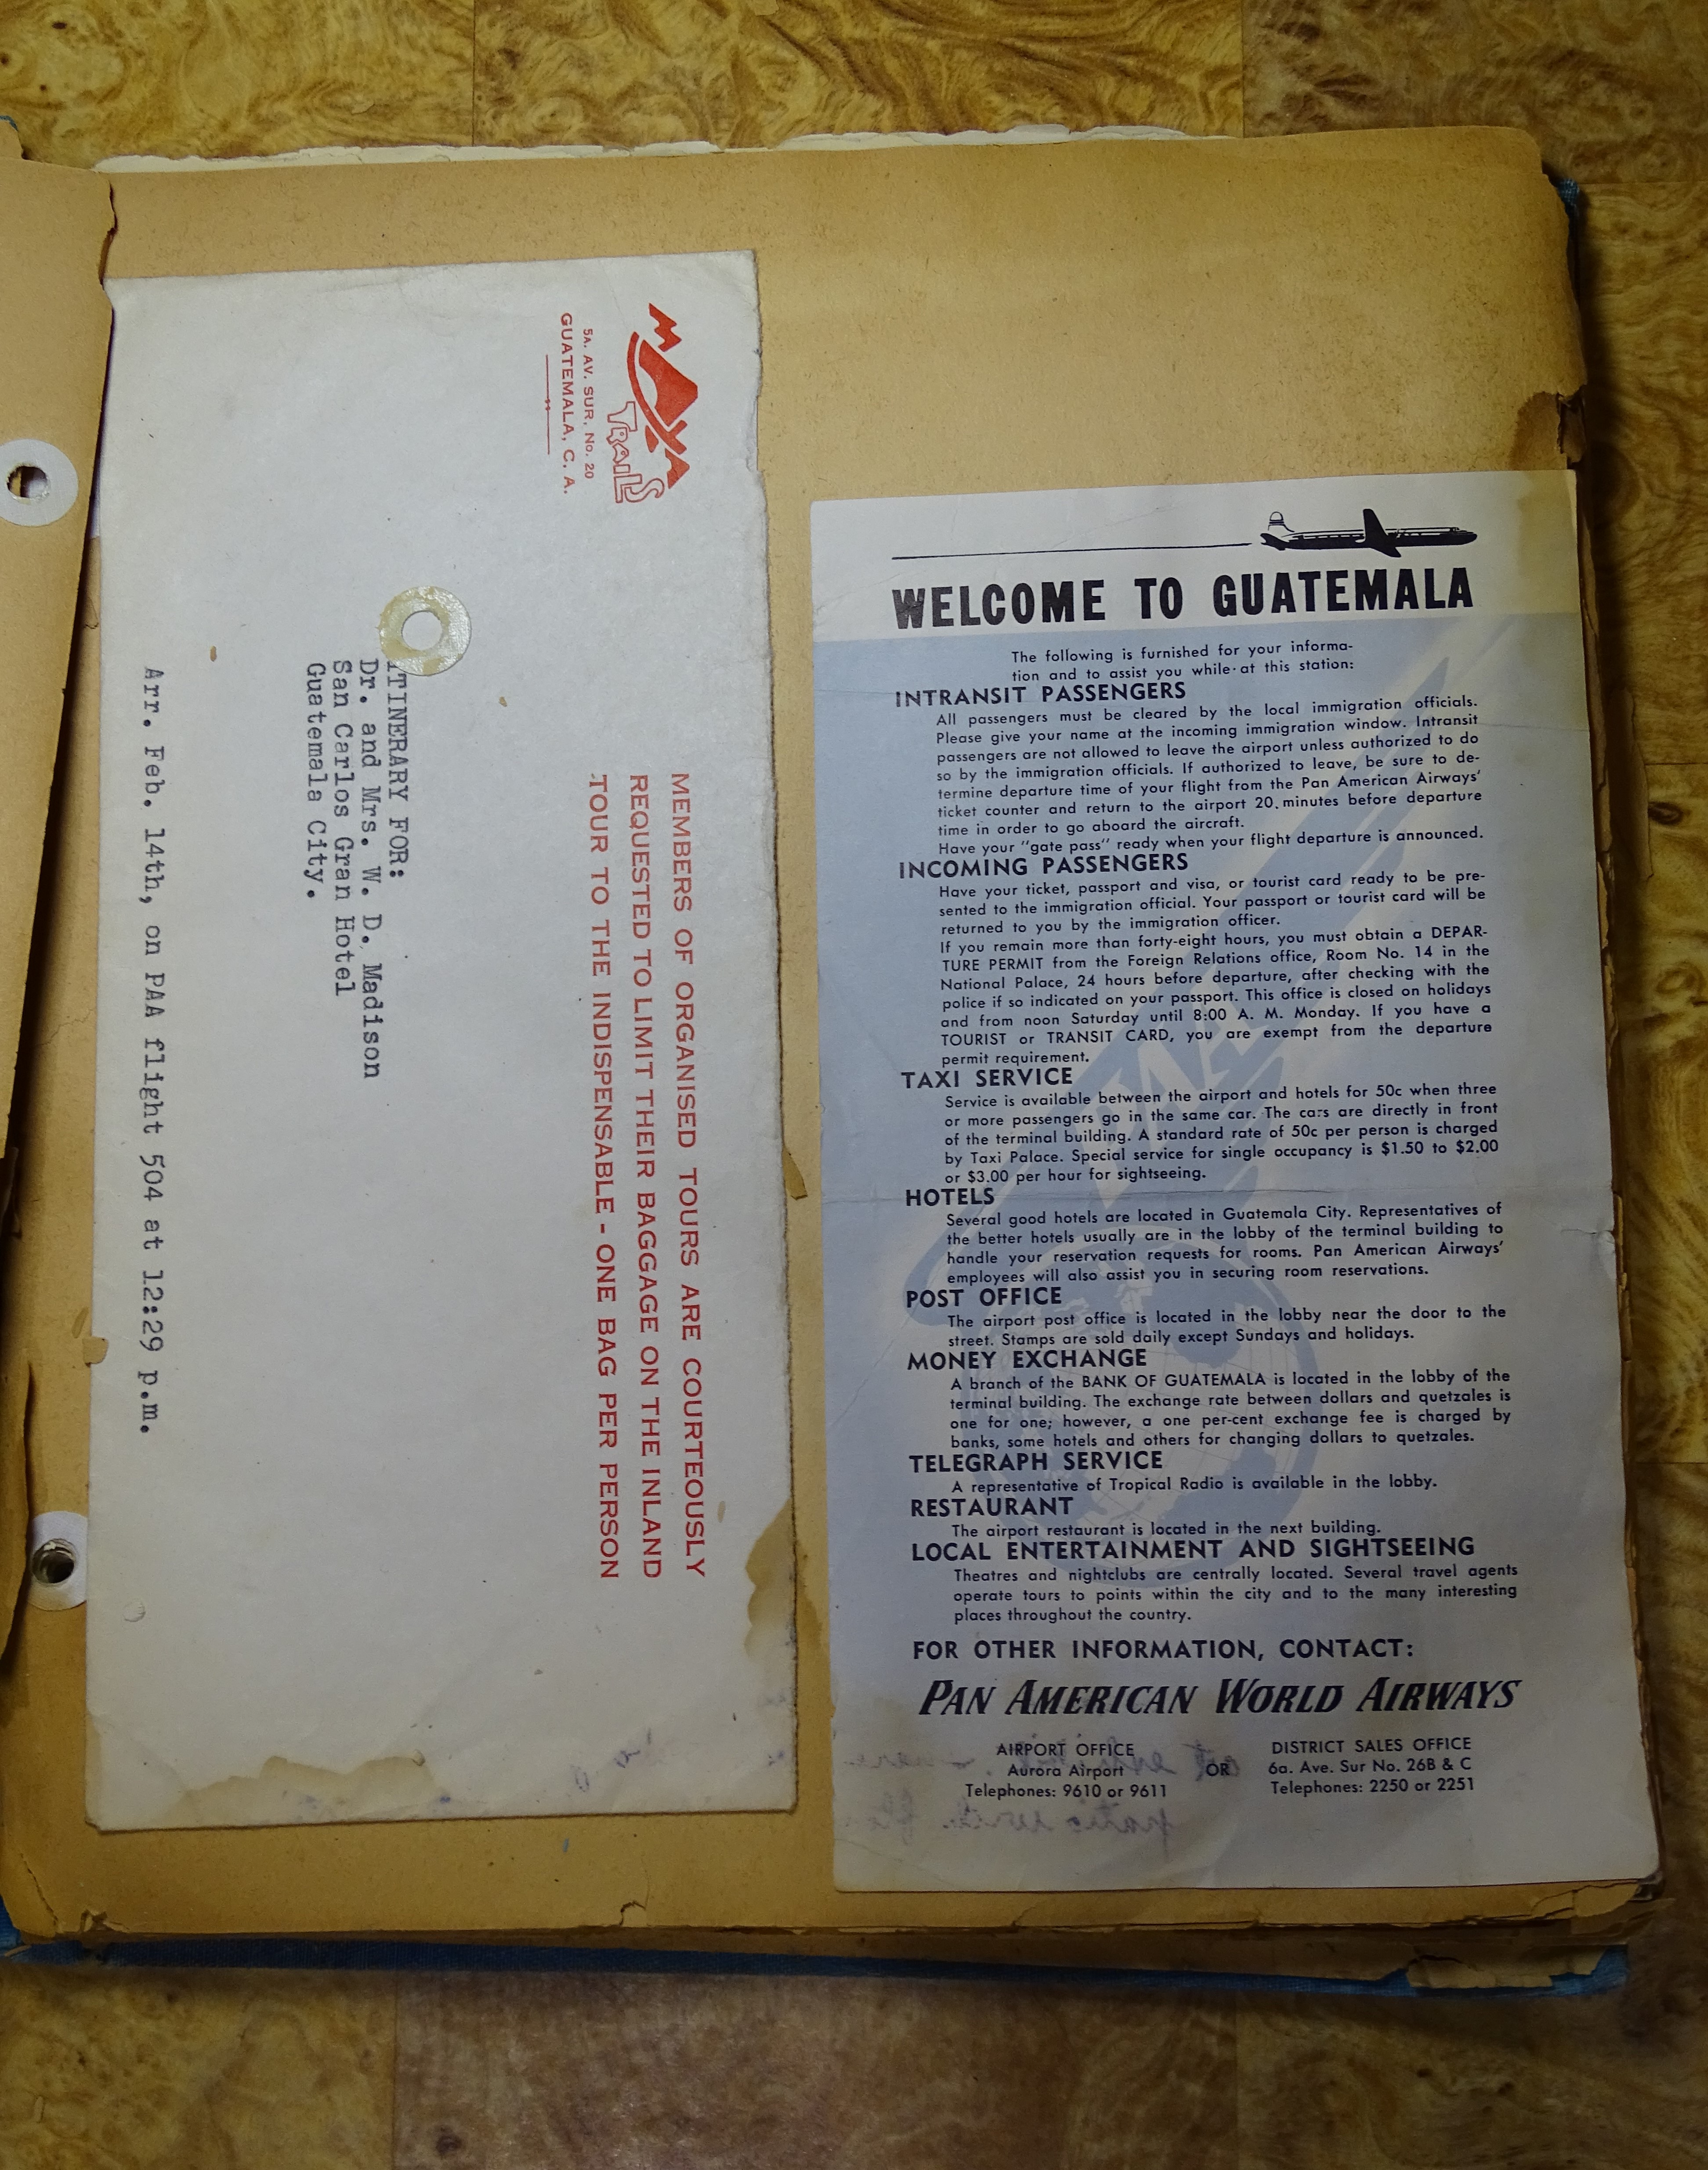 MAYA
TRAILS
5A. AV. SUR, No. 20
GUATEMALA, C. A.
MEMBERS OF ORGANISED TOURS ARE COURTEOUSLY
REQUESTED TO LIMIT THEIR BAGGAGE ON THE INLAND
TOUR TO THE INDISPENSABLE - ONE BAG PER PERSON
ITINERARY FOR:
Dr. and Mrs. W. D. Madison
San Carlos Gran Hotel
Guatemala City.
Arr. Feb. 14th, on PAA flight 504 at 12:29 p.m.
WELCOME TO GUATEMALA
The following is furnished for your informa-
tion and to assist you while at this station:
INTRANSIT PASSENGERS
All passengers must be cleared by the local immigration officials.
Please give your name at the incoming immigration window. Intransit
passengers are not allowed to leave the airport unless authorized to do
so by the immigration officials. If authorized to leave, be sure to de-
termine departure time of your flight from the Pan American Airways'
ticket counter and return to the airport 20 minutes before departure
time in order to go aboard the aircraft.
Have your "gate pass" ready when your flight departure is announced.
INCOMING PASSENGERS
Have your ticket, passport and visa, or tourist card ready to be pre-
sented to the immigration official. Your passport or tourist card will be
returned to you by the immigration officer.
If you remain more than forty-eight hours, you must obtain a DEPAR-
TURE PERMIT from the Foreign Relations office, Room No. 14 in the
National Palace, 24 hours before departure, after checking with the
police if so indicated on your passport. This office is closed on holidays
and from noon Saturday until 8:00 A. M. Monday. If you have a
TOURIST or TRANSIT CARD, you are exempt from the departure
permit requirement.
TAXI SERVICE
Service is available between the airport and hotels for 50c when three
or more passengers go in the same car. The cars are directly in front
of the terminal building. A standard rate of 50c per person is charged
by Taxi Palace. Special service for single occupancy is $1.50 to $2.00
or $3.00 per hour for sightseeing.
HOTELS
Several good hotels are located in Guatemala City. Representatives of
the better hotels usually are in the lobby of the terminal building to
handle your reservation requests for rooms. Pan American Airways'
employees will also assist you in securing room reservations.
POST OFFICE
The airport post office is located in the lobby near the door to the
street. Stamps are sold daily except Sundays and holidays.
MONEY EXCHANGE
A branch of the BANK OF GUATEMALA is located in the lobby of the
terminal building. The exchange rate between dollars and quetzales is
one for one; however, a one per-cent exchange fee is charged by
banks, some hotels and others for changing dollars to quetzales.
TELEGRAPH SERVICE
A representative of Tropical Radio is available in the lobby.
RESTAURANT
The airport restaurant is located in the next building.
LOCAL ENTERTAINMENT AND SIGHTSEEING
Theatres and nightclubs are centrally located. Several travel agents
operate tours to points within the city and to the many interesting
places throughout the country.
FOR OTHER INFORMATION, CONTACT:
PAN AMERICAN WORLD AIRWAYS
AIRPORT OFFICE
Aurora Airport
Telephones: 9610 or 9611
OR
DISTRICT SALES OFFICE
6a. Ave. Sur No. 26B & C
Telephones: 2250 or 2251